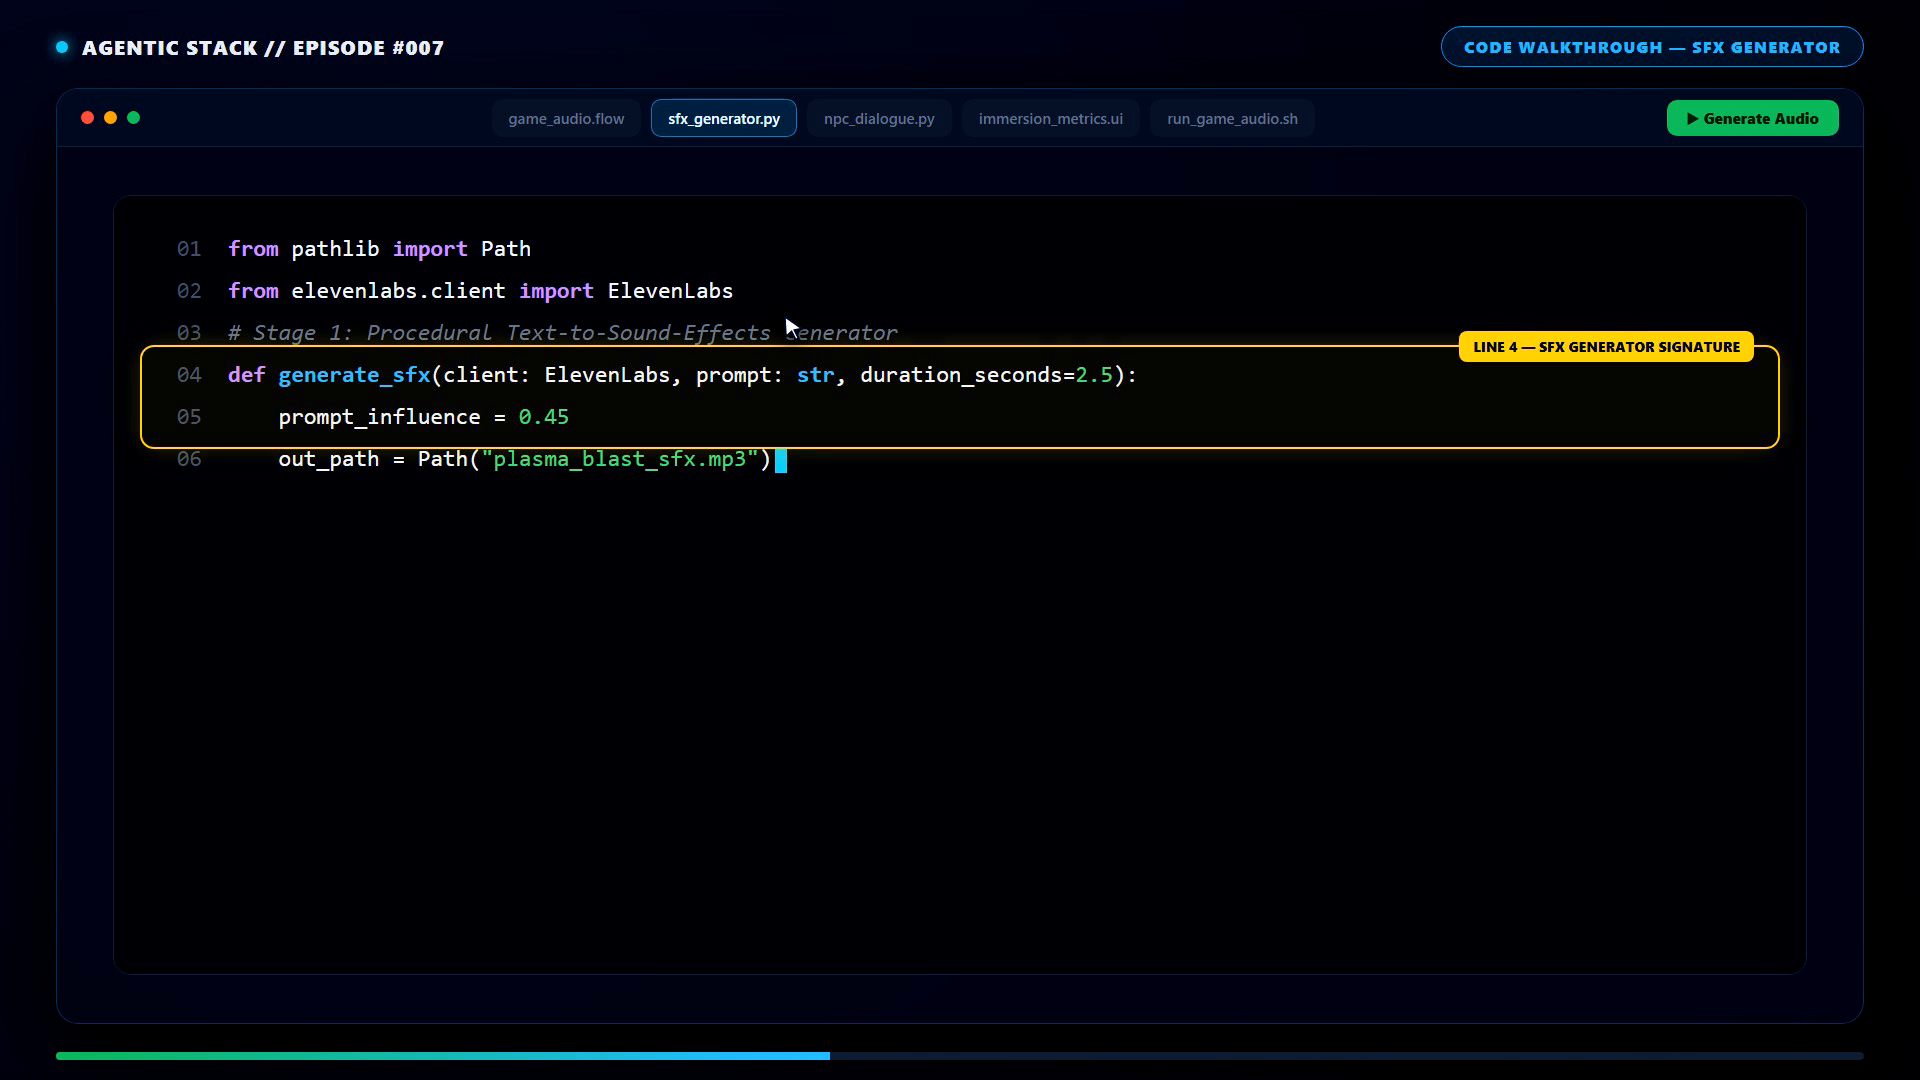 AGENTIC STACK // EPISODE #007
CODE WALKTHROUGH — SFX GENERATOR
game_audio.flow
sfx_generator.py
npc_dialogue.py
immersion_metrics.ui
run_game_audio.sh
▶ Generate Audio
01 from pathlib import Path
02 from elevenlabs.client import ElevenLabs
03 # Stage 1: Procedural Text-to-Sound-Effects Generator
LINE 4 — SFX GENERATOR SIGNATURE
04 def generate_sfx(client: ElevenLabs, prompt: str, duration_seconds=2.5):
05     prompt_influence = 0.45
06     out_path = Path("plasma_blast_sfx.mp3")